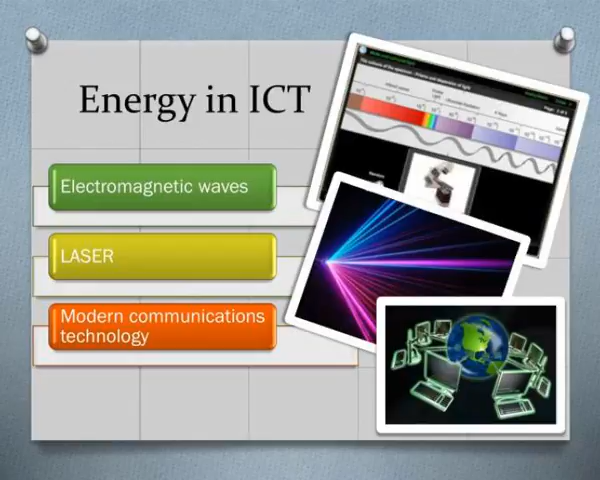 Energy in ICT
Electromagnetic waves
LASER
Modern communications
technology